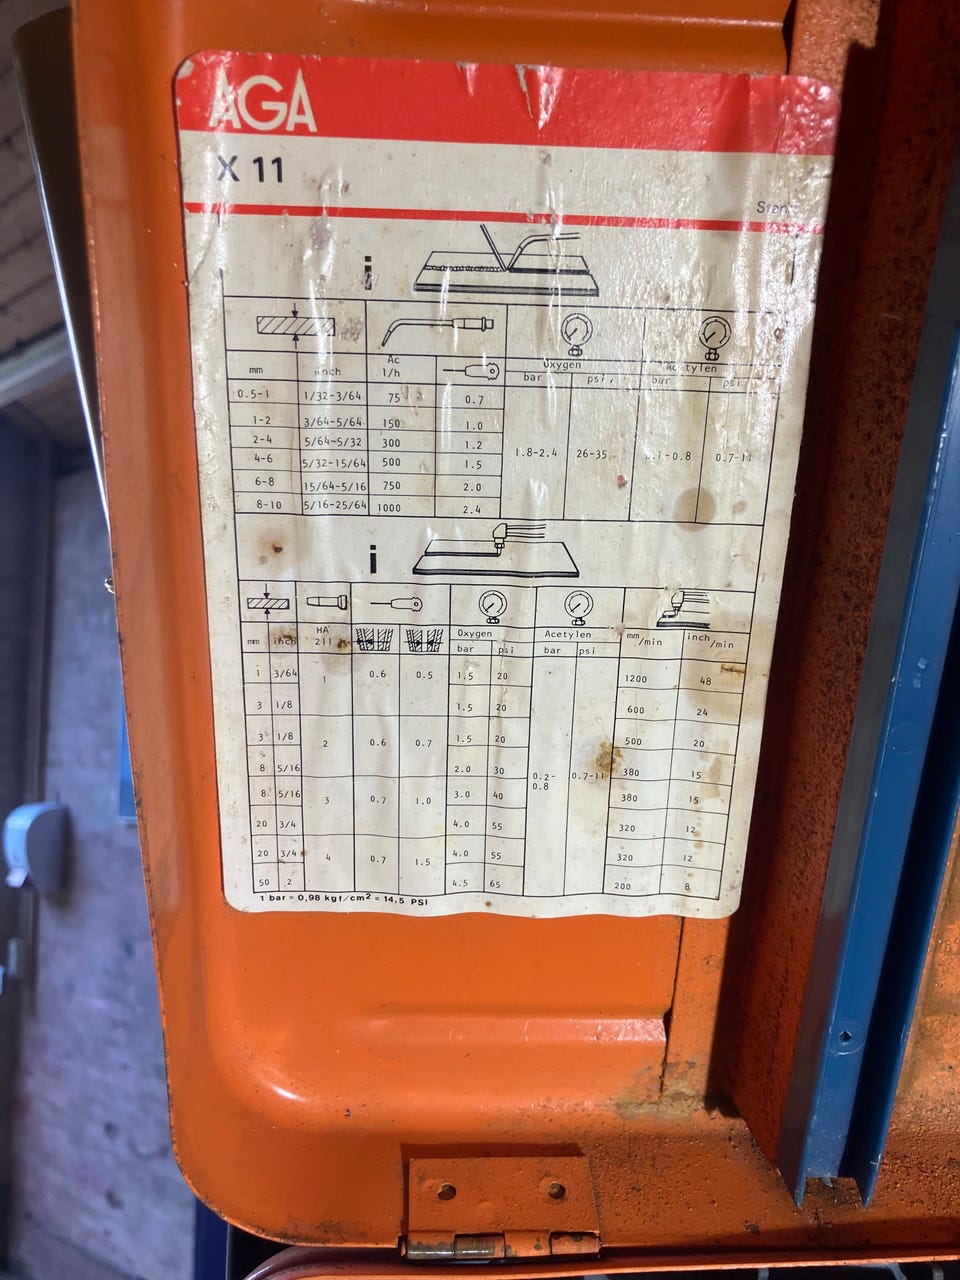 AGA
X 11
i
Ac
mm inch l/h Oxygen Acetylen
bar psi bar psi
0.5-1 1/32-3/64 75 0.7
1-2 3/64-5/64 150 1.0
2-4 5/64-5/32 300 1.2
1.8-2.4 26-35 0.7-11
4-6 5/32-15/64 500 1.5
6-8 15/64-5/16 750 2.0
8-10 5/16-25/64 1000 2.4
i
mm inch HA 211 Oxygen Acetylen mm/min inch/min
bar psi bar psi
1 3/64 1 0.6 0.5 1.5 20 1200 48
3 1/8 1.5 20 600 24
3 1/8 2 0.6 0.7 1.5 20 500 20
8 5/16 2.0 30 0.2-0.8 0.7-11 380 15
8 5/16 3 0.7 1.0 3.0 40 380 15
20 3/4 4.0 55 320 12
20 3/4 4 0.7 1.5 4.0 55 320 12
50 2 4.5 65 200 8
1 bar = 0,98 kgf/cm2 = 14,5 PSI